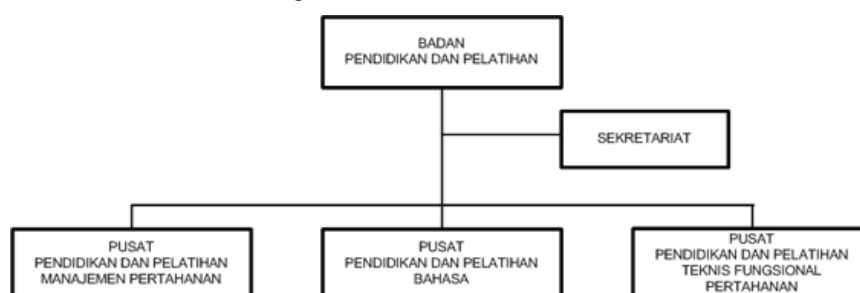 BADAN
PENDIDIKAN DAN PELATIHAN
SEKRETARIAT
PUSAT
PENDIDIKAN DAN PELATIHAN
MANAJEMEN PERTAHANAN
PUSAT
PENDIDIKAN DAN PELATIHAN
BAHASA
PUSAT
PENDIDIKAN DAN PELATIHAN
TEKNIS FUNGSIONAL
PERTAHANAN